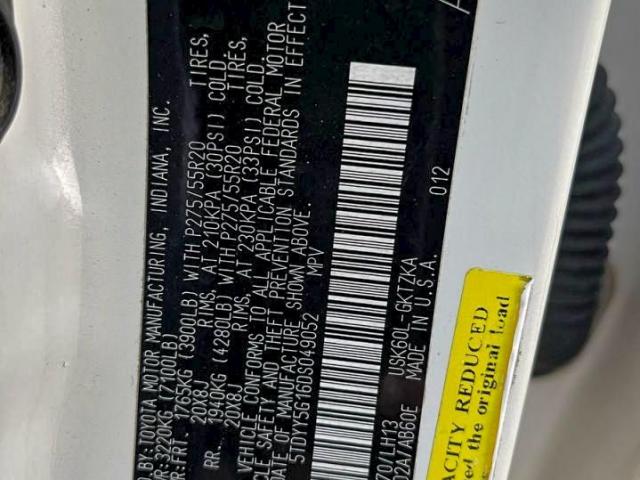 D BY:TOYOTA MOTOR MANUFACTURING, INDIANA, INC.
R:3220KG (7100LB)
R:FRT. 1765KG (3900LB) WITH P275/55R20 TIRES,
20X8J RIMS, AT 210KPA (30PSI) COLD
RR. 1940KG (4280LB) WITH P275/55R20 TIRES,
20X8J RIMS, AT 230KPA (33PSI) COLD
VEHICLE CONFORMS TO ALL APPLICABLE FEDERAL MOTOR
ICLE SAFETY AND THEFT PREVENTION STANDARDS IN EFFECT
DATE OF MANUFACTURE SHOWN ABOVE.
5TDYY5G16DS049052 MPV
70/LH13 USK60L-GKTZKA 012
02A/AB60E MADE IN U.S.A.
A
ACITY REDUCED
d the original load